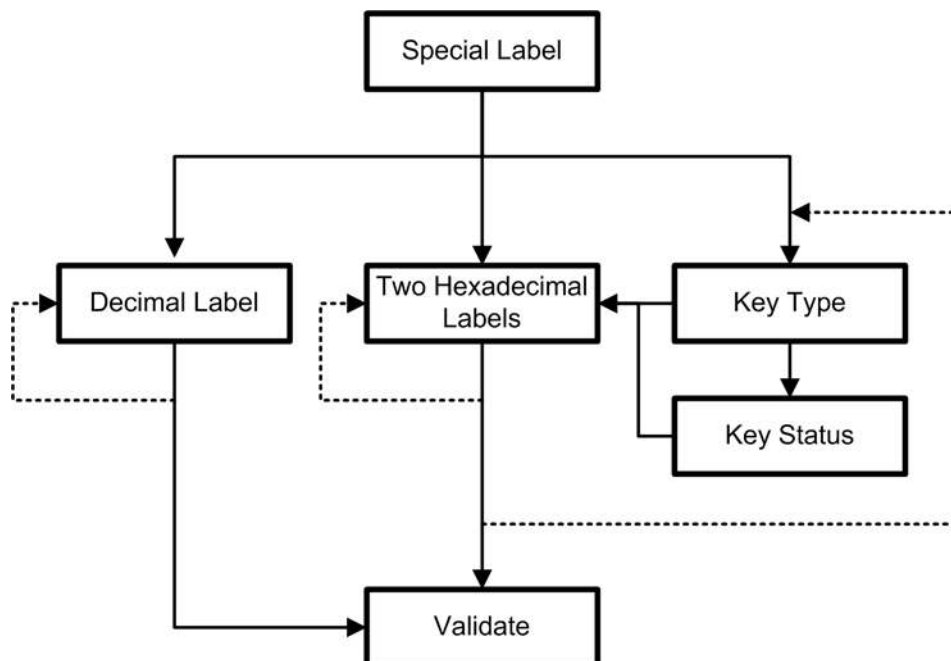 Special Label
Decimal Label
Two Hexadecimal
Labels
Key Type
Key Status
Validate